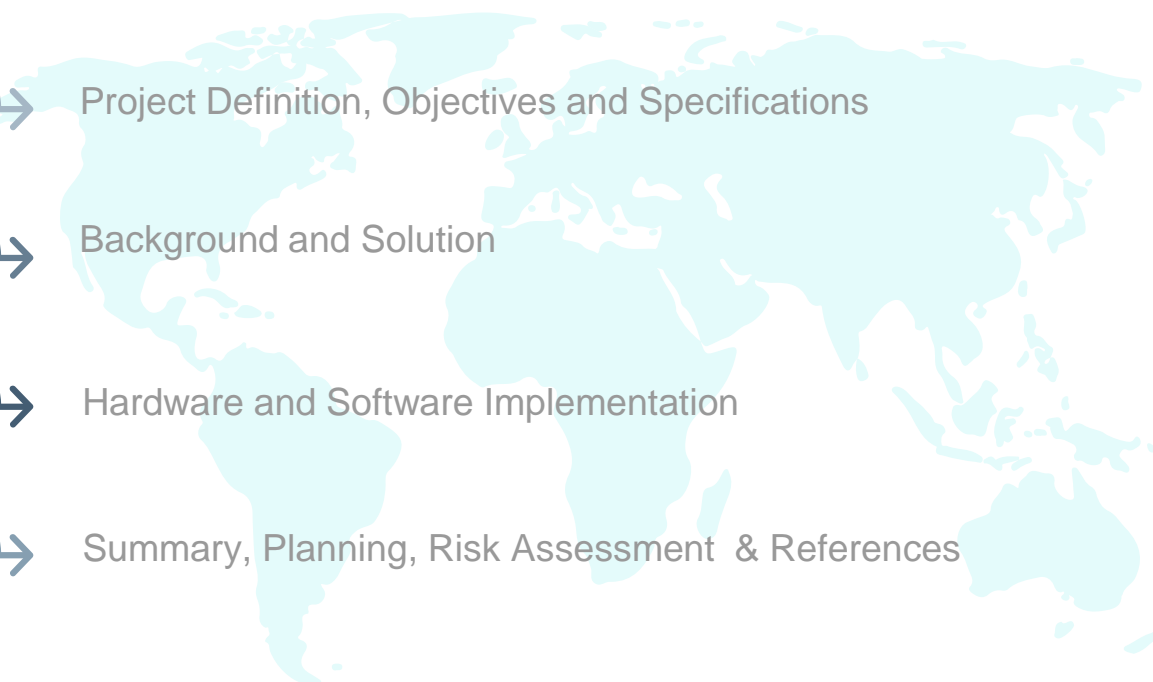 Project Definition, Objectives and Specifications
Background and Solution
Hardware and Software Implementation
Summary, Planning, Risk Assessment  & References